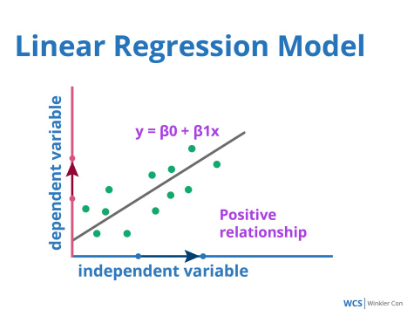 Linear Regression Model
dependent variable
y = β0 + β1x
Positive
relationship
independent variable
WCS Winkler Con